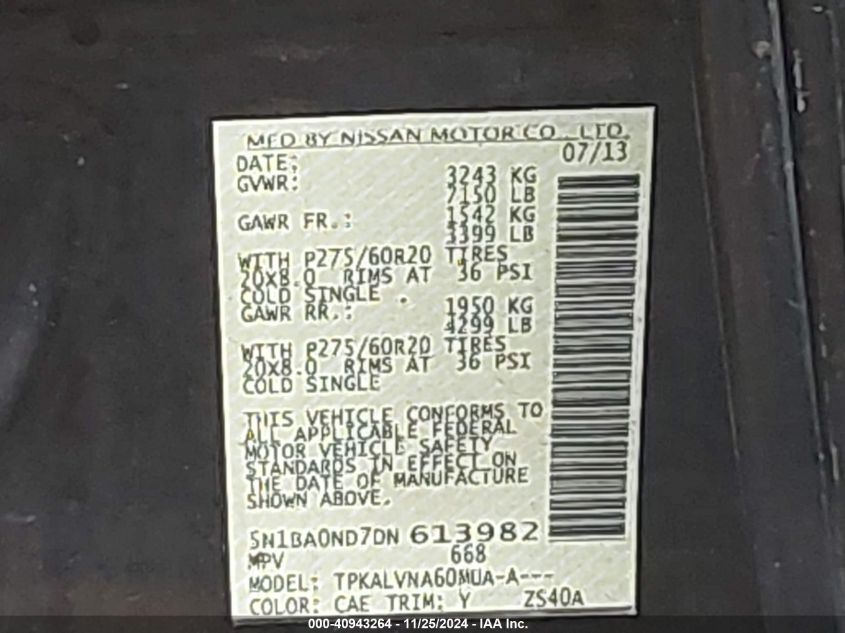 MFD BY NISSAN MOTOR CO., LTD.
DATE: 07/13
GVWR: 3243 KG
7150 LB
GAWR FR.: 1542 KG
3399 LB
WITH P275/60R20 TIRES
20X8.0 RIMS AT 36 PSI
COLD SINGLE .
GAWR RR.: 1950 KG
4299 LB
WITH P275/60R20 TIRES
20X8.0 RIMS AT 36 PSI
COLD SINGLE
THIS VEHICLE CONFORMS TO
ALL APPLICABLE FEDERAL
MOTOR VEHICLE SAFETY
STANDARDS IN EFFECT ON
THE DATE OF MANUFACTURE
SHOWN ABOVE.
5N1BA0ND7DN 613982
MPV 668
MODEL: TPKALVNA60MUA-A---
COLOR: CAE TRIM: Y ZS40A
000-40943264 - 11/25/2024 - IAA Inc.